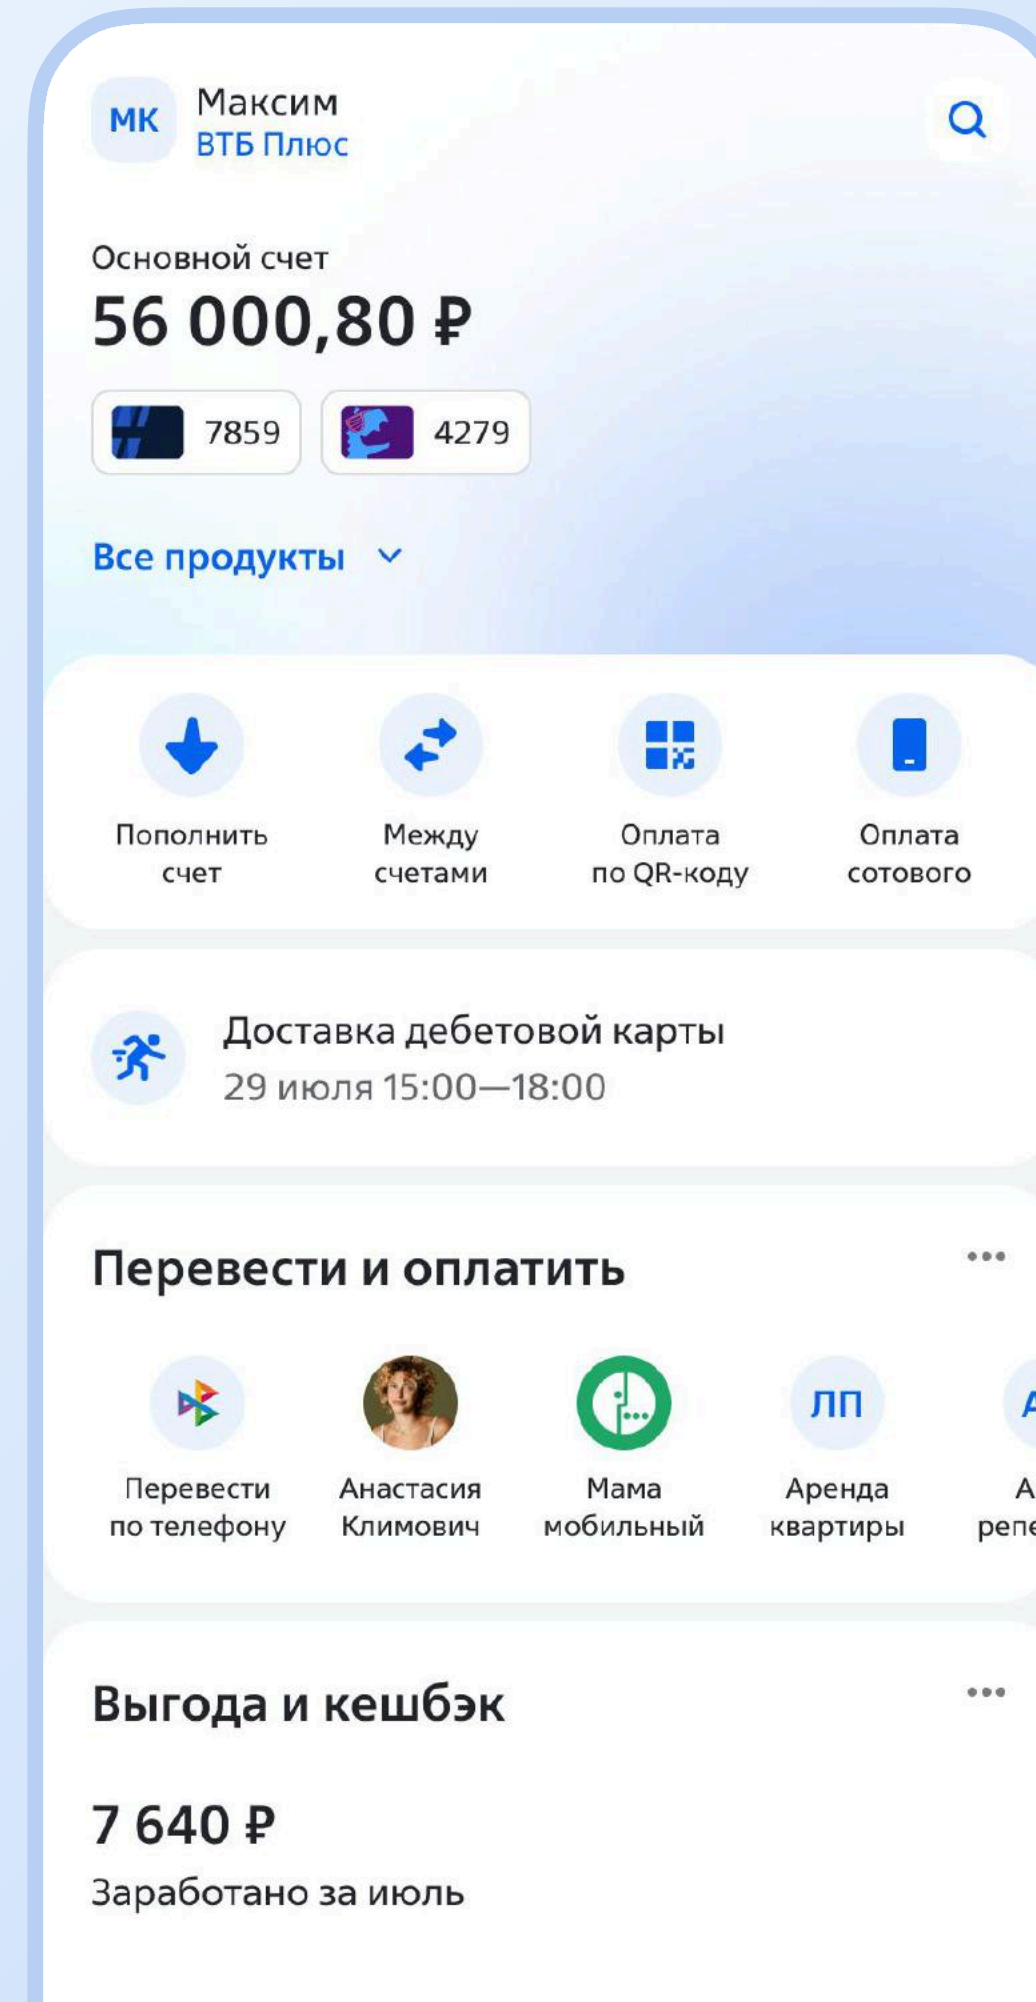 МК
Максим
ВТБ Плюс
Основной счет
56 000,80 ₽
7859
4279
Все продукты
Пополнить
счет
Между
счетами
Оплата
по QR-коду
Оплата
сотового
Доставка дебетовой карты
29 июля 15:00—18:00
Перевести и оплатить
Перевести
по телефону
Анастасия
Климович
Мама
мобильный
ЛП
Аренда
квартиры
Выгода и кешбэк
7 640 ₽
Заработано за июль